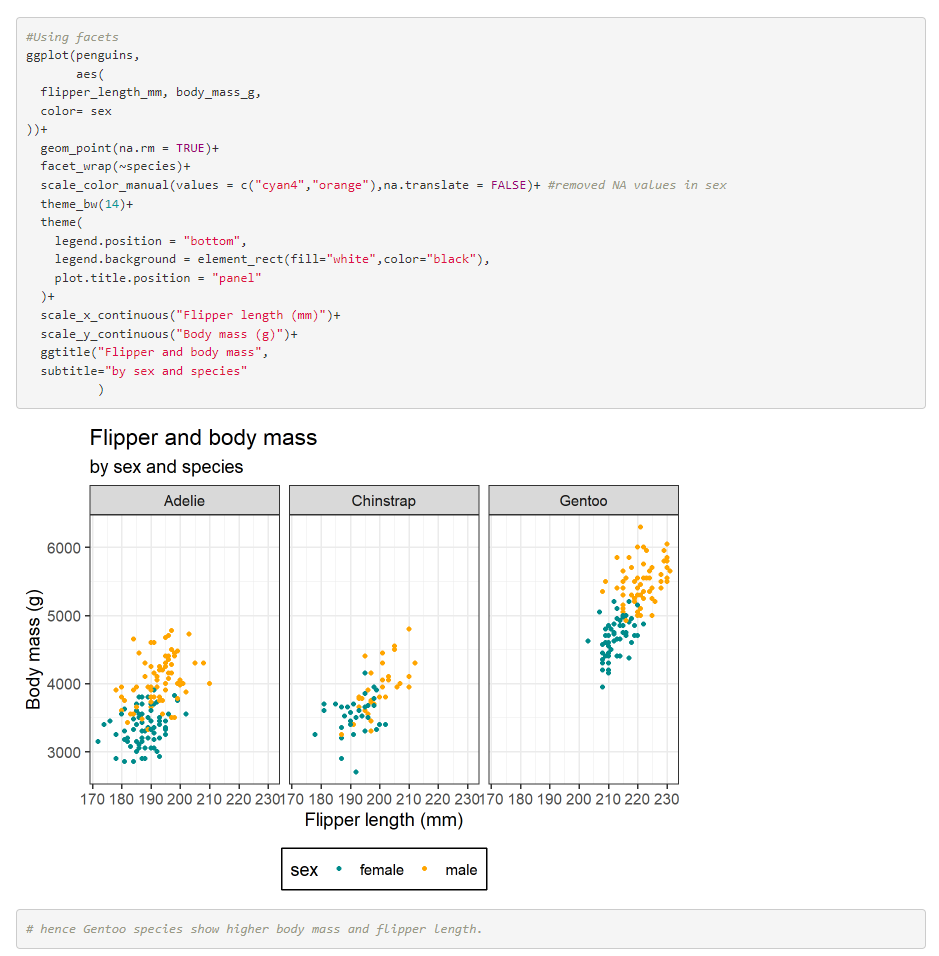 #Using facets
ggplot(penguins,
       aes(
  flipper_length_mm, body_mass_g,
  color= sex
))+
  geom_point(na.rm = TRUE)+
  facet_wrap(~species)+
  scale_color_manual(values = c("cyan4","orange"),na.translate = FALSE)+ #removed NA values in sex
  theme_bw(14)+
  theme(
    legend.position = "bottom",
    legend.background = element_rect(fill="white",color="black"),
    plot.title.position = "panel"
  )+
  scale_x_continuous("Flipper length (mm)")+
  scale_y_continuous("Body mass (g)")+
  ggtitle("Flipper and body mass",
  subtitle="by sex and species"
          )
Flipper and body mass
by sex and species
Adelie Chinstrap Gentoo
6000
5000
4000
3000
Body mass (g)
170 180 190 200 210 220 230 170 180 190 200 210 220 230 170 180 190 200 210 220 230
Flipper length (mm)
sex female male
# hence Gentoo species show higher body mass and flipper length.